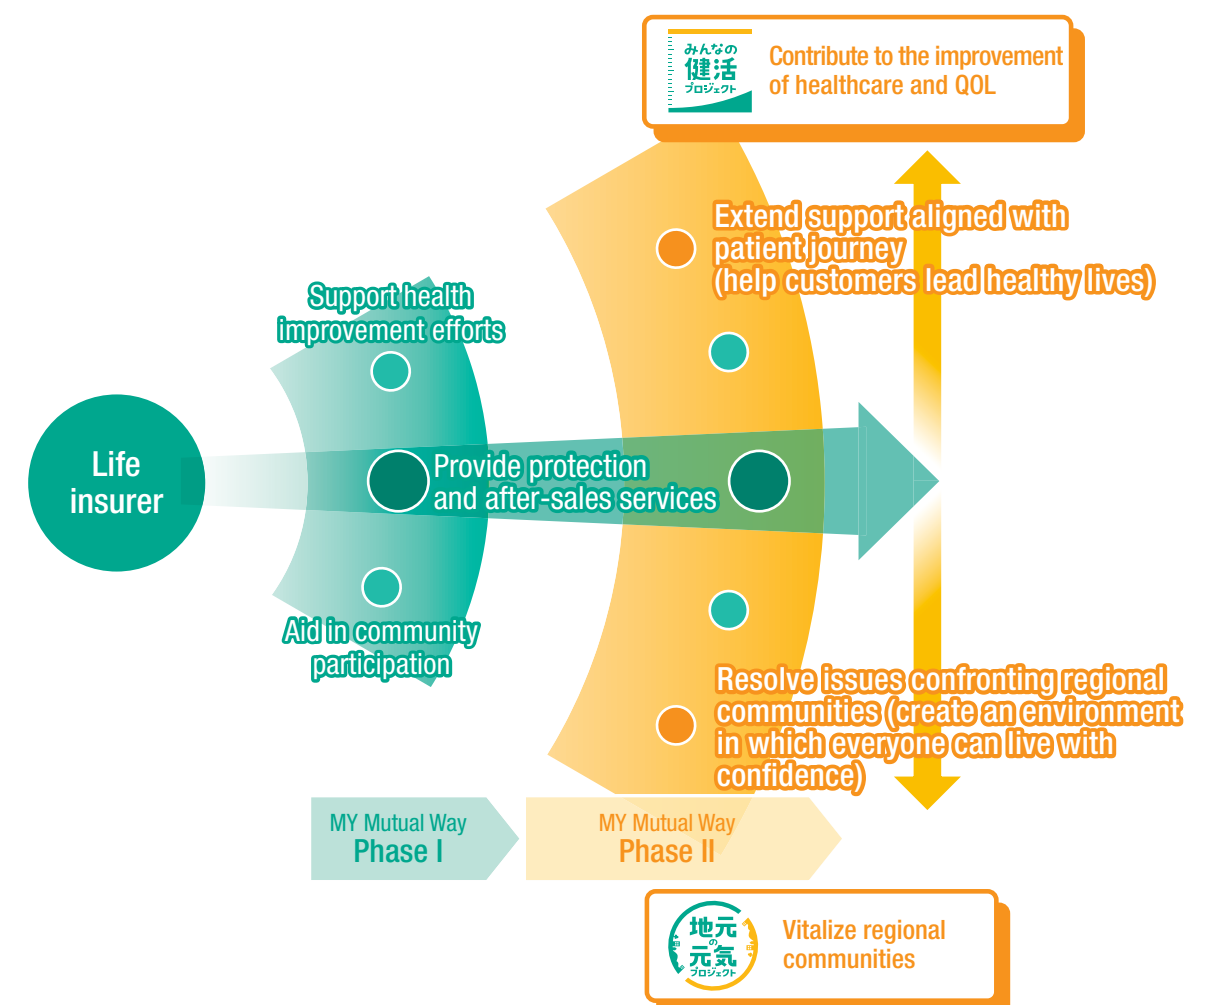 みんなの
健活
プロジェクト
Contribute to the improvement
of healthcare and QOL
Extend support aligned with
patient journey
(help customers lead healthy lives)
Support health
improvement efforts
Life
insurer
Provide protection
and after-sales services
Aid in community
participation
Resolve issues confronting regional
communities (create an environment
in which everyone can live with
confidence)
MY Mutual Way
Phase I
MY Mutual Way
Phase II
地元
の
元気
プロジェクト
Vitalize regional
communities